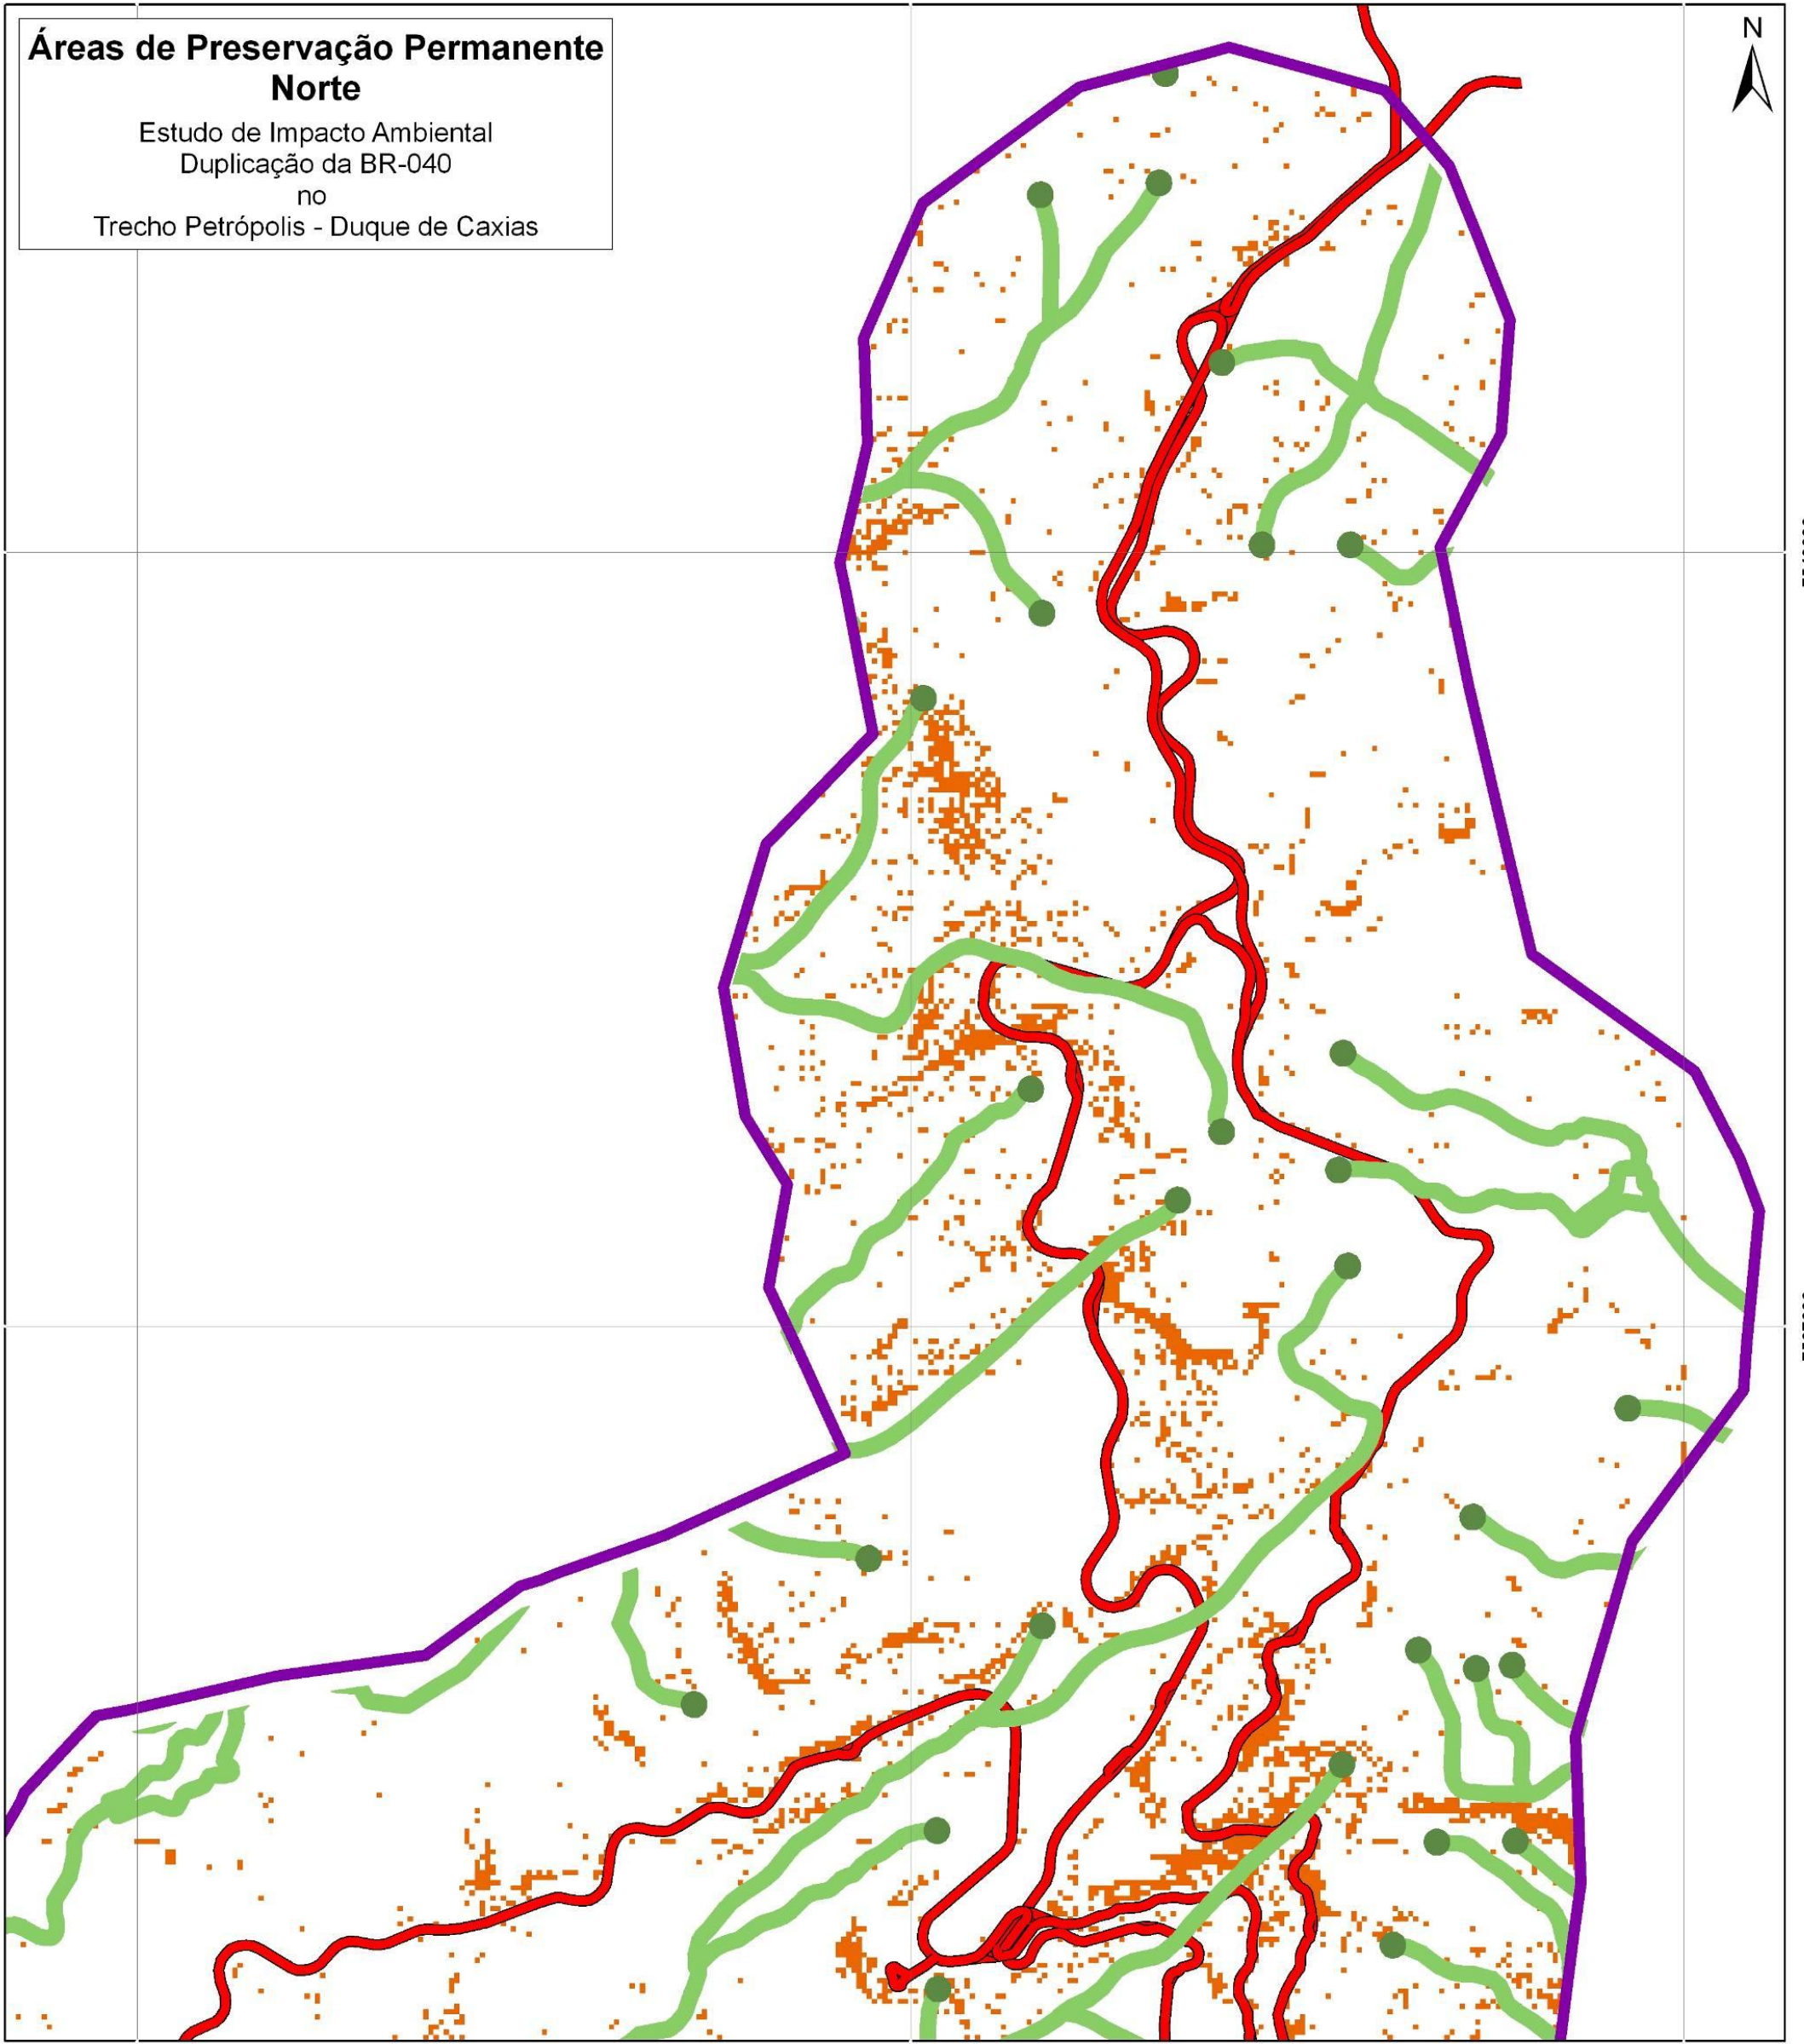 Áreas de Preservação Permanente
Norte
Estudo de Impacto Ambiental
Duplicação da BR-040
no
Trecho Petrópolis - Duque de Caxias
N